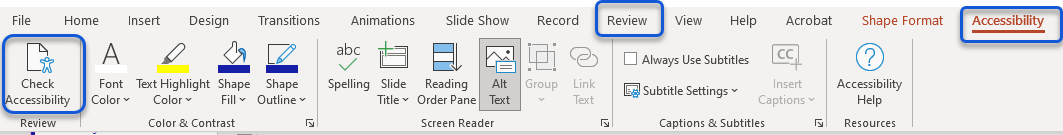 File Home Insert Design Transitions Animations Slide Show Record Review View Help Acrobat Shape Format Accessibility
Check Accessibility
Font Color
Text Highlight Color
Shape Fill
Shape Outline
abc
Spelling
Slide Title
Reading Order Pane
Alt Text
Group
Link Text
Always Use Subtitles
Subtitle Settings
CC
Insert Captions
?
Accessibility Help
Review Color & Contrast Screen Reader Captions & Subtitles Resources